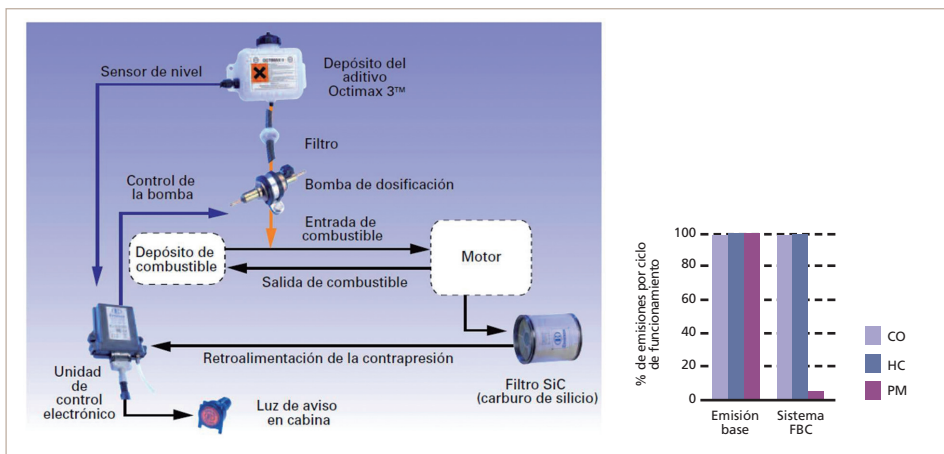 Sensor de nivel
Depósito del
aditivo
Octimax 3™
Filtro
Control de
la bomba
Bomba de dosificación
Entrada de
combustible
Depósito de
combustible
Motor
Salida de combustible
Retroalimentación de la contrapresión
Unidad
de
control
electrónico
Filtro SiC
(carburo de silicio)
Luz de aviso
en cabina
% de emisiones por ciclo
de funcionamiento
100
80
60
40
20
0
Emisión
base
Sistema
FBC
CO
HC
PM